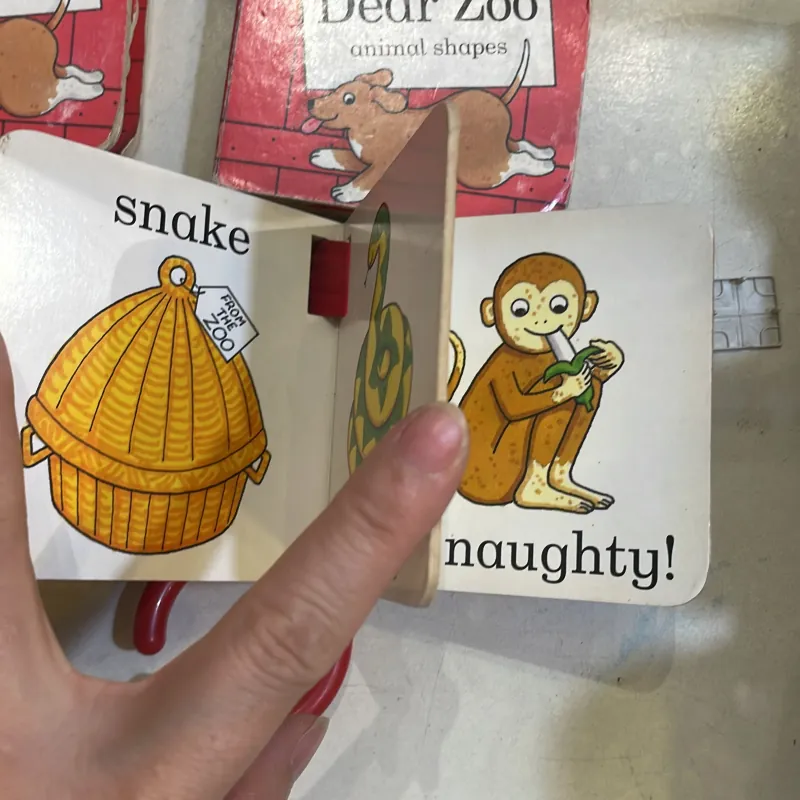 Dear Zoo
animal shapes
snake
FROM
THE
ZOO
naughty!